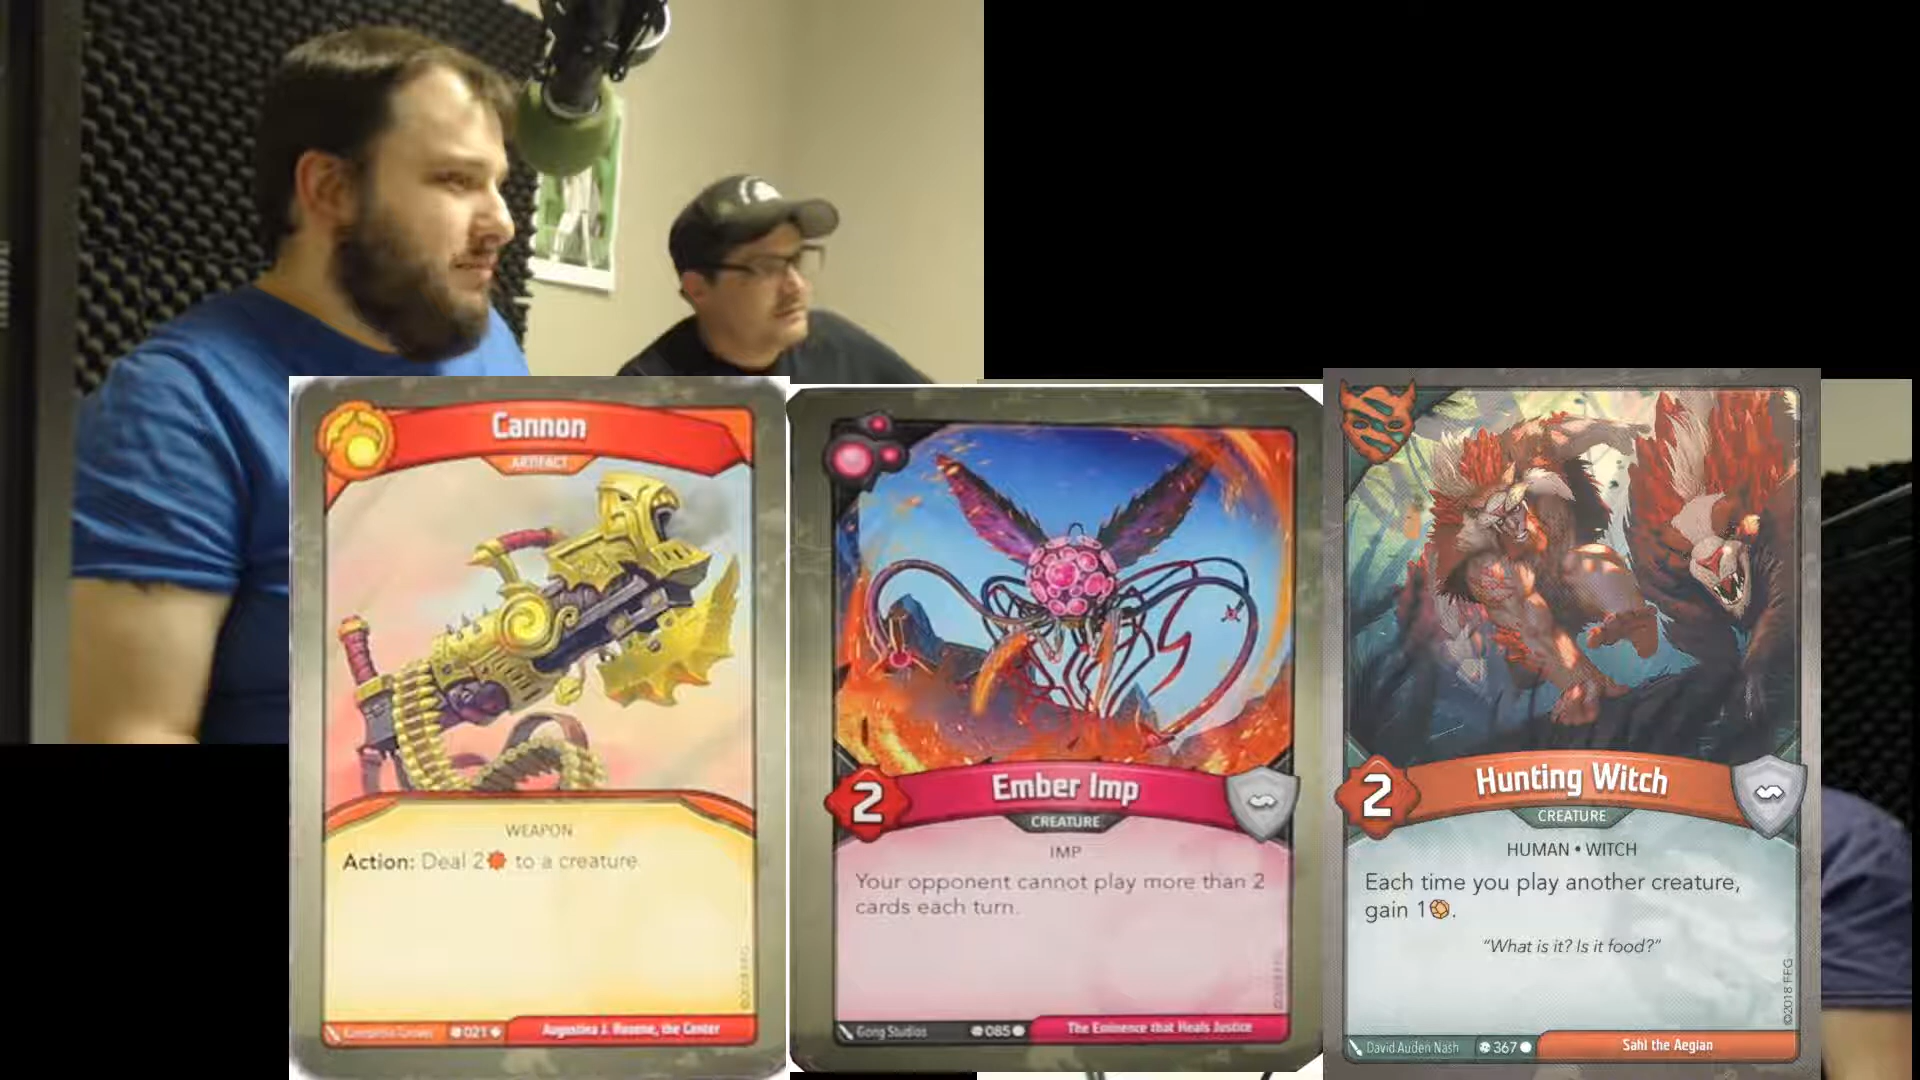 Cannon
ARTIFACT
WEAPON
Action: Deal 2 to a creature.
021
Augustina J. Rosene, the Center
2
Ember Imp
CREATURE
IMP
Your opponent cannot play more than 2
cards each turn.
Gong Studios
085
The Eminence that Heals Justice
2
Hunting Witch
CREATURE
HUMAN • WITCH
Each time you play another creature,
gain 1.
“What is it? Is it food?”
©2018 FFG
David Auden Nash
367
Sahl the Aegian